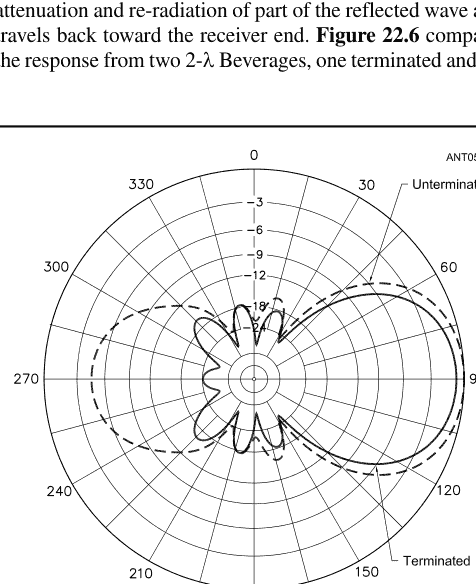 attenuation and re-radiation of part of the reflected wave a
ravels back toward the receiver end. Figure 22.6 compa
he response from two 2-λ Beverages, one terminated and
ANT05
0
330
30
Unterminat
-3
-6
-9
-12
-18
-24
300
60
270
9
240
120
210
150
Terminated